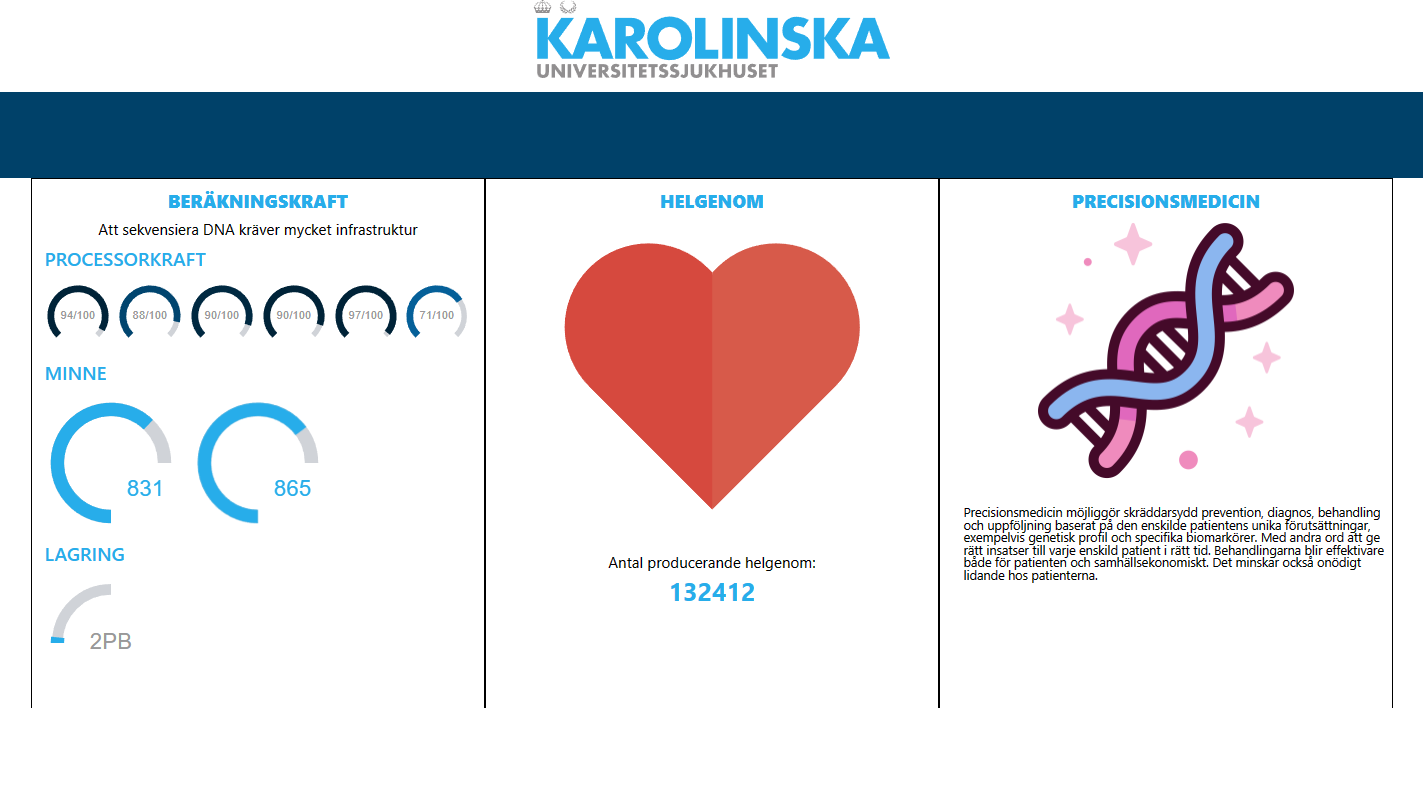 KAROLINSKA
UNIVERSITETSSJUKHUSET
BERÄKNINGSKRAFT
Att sekvensiera DNA kräver mycket infrastruktur
PROCESSORKRAFT
94/100 88/100 90/100 90/100 97/100 71/100
MINNE
831 865
LAGRING
2PB
HELGENOM
Antal producerande helgenom:
132412
PRECISIONSMEDICIN
Precisionsmedicin möjliggör skräddarsydd prevention, diagnos, behandling
och uppföljning baserat på den enskilde patientens unika förutsättningar,
exempelvis genetisk profil och specifika biomarkörer. Med andra ord att ge
rätt insatser till varje enskild patient i rätt tid. Behandlingarna blir effektivare
både för patienten och samhällsekonomiskt. Det minskar också onödigt
lidande hos patienterna.